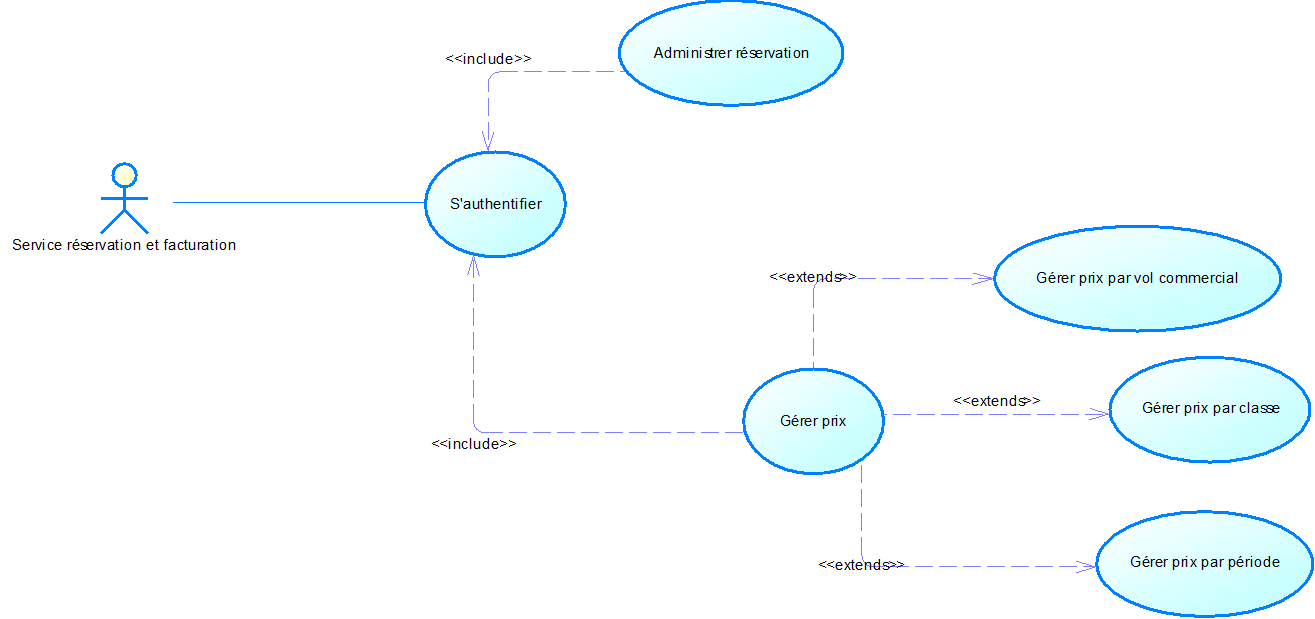 Administrer réservation
<<include>>
S'authentifier
Service réservation et facturation
<<extends>>
Gérer prix par vol commercial
<<extends>>
Gérer prix par classe
Gérer prix
<<include>>
<<extends>>
Gérer prix par période